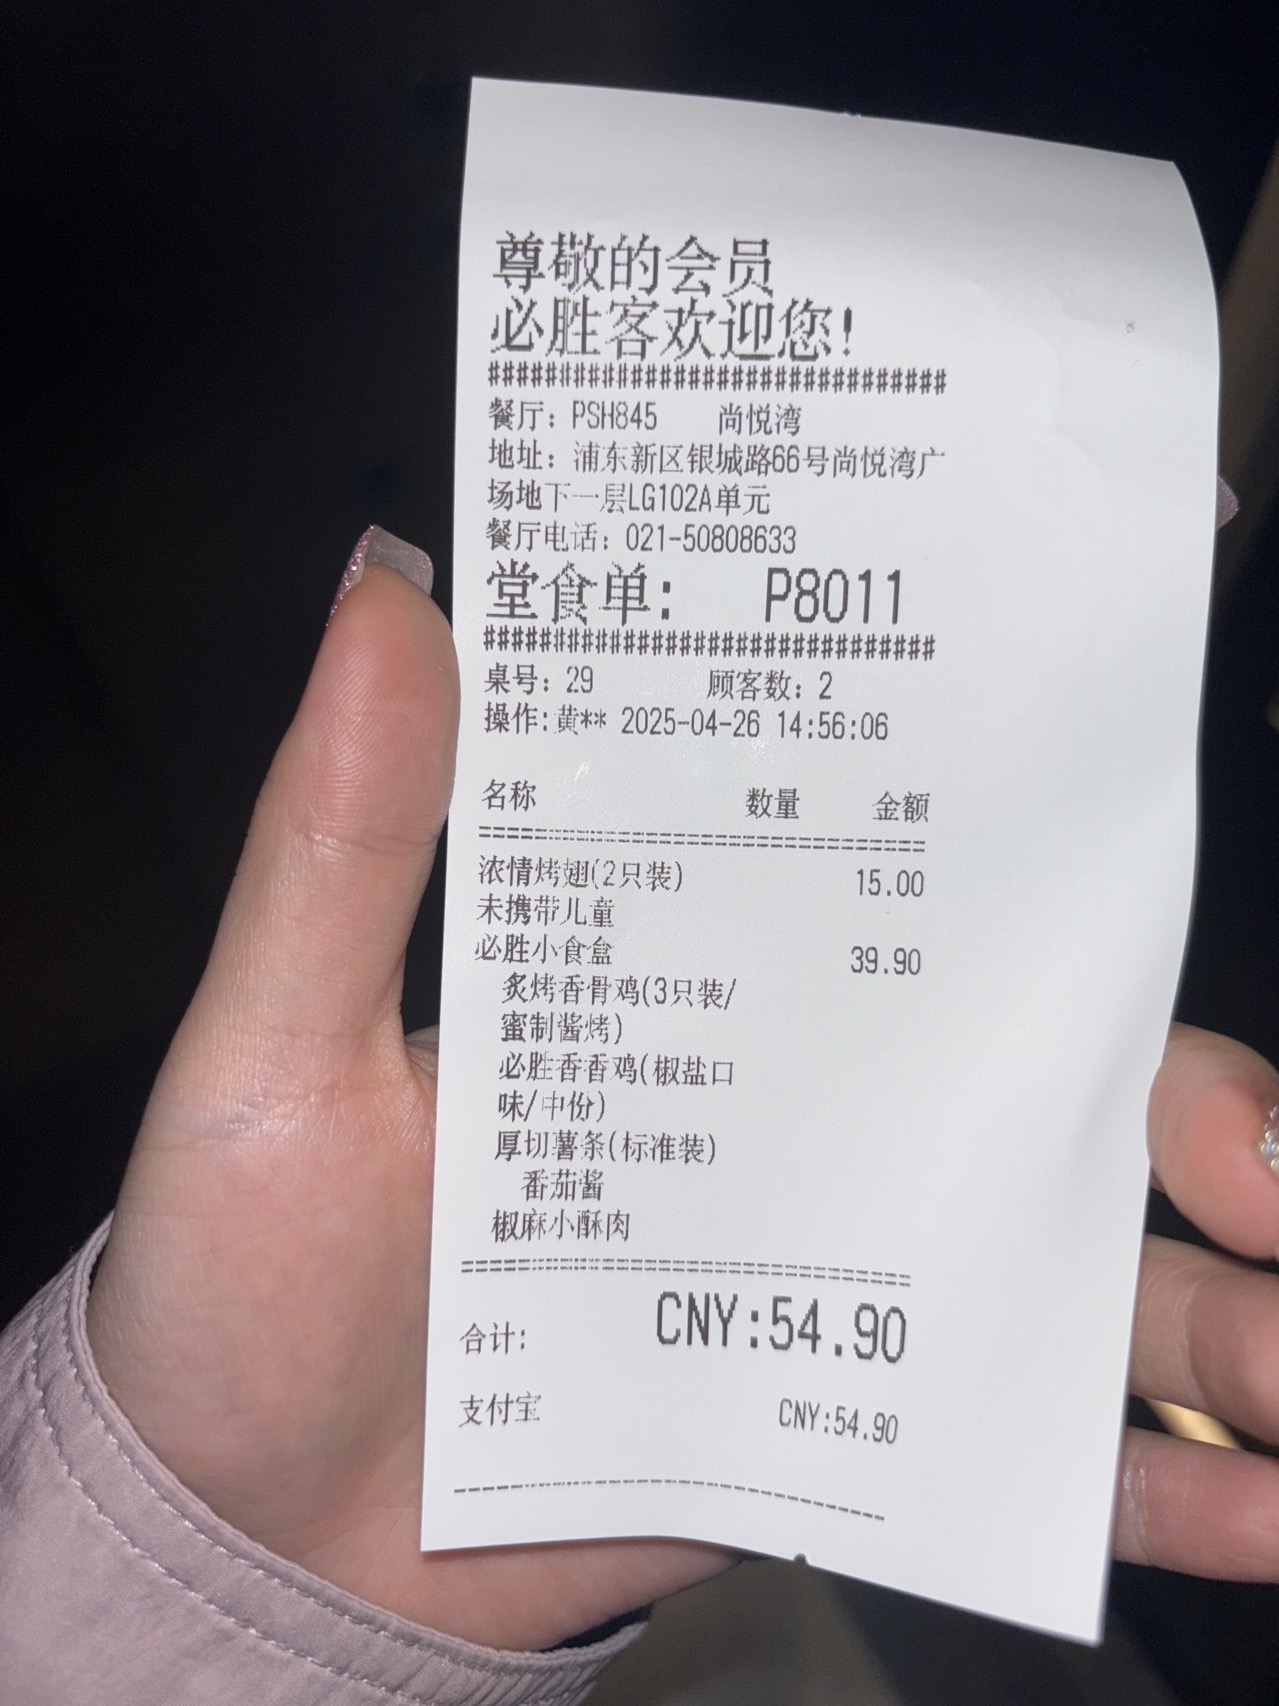 尊敬的会员
必胜客欢迎您!
################################
餐厅: PSH845 尚悦湾
地址: 浦东新区银城路66号尚悦湾广
场地下一层LG102A单元
餐厅电话: 021-50808633
堂食单: P8011
################################
桌号: 29 顾客数: 2
操作:黄** 2025-04-26 14:56:06
名称 数量 金额
================================
浓情烤翅(2只装) 15.00
未携带儿童
必胜小食盒 39.90
炙烤香骨鸡(3只装/
蜜制酱烤)
必胜香香鸡(椒盐口
味/中份)
厚切薯条(标准装)
番茄酱
椒麻小酥肉
================================
合计: CNY:54.90
支付宝 CNY:54.90
--------------------------------